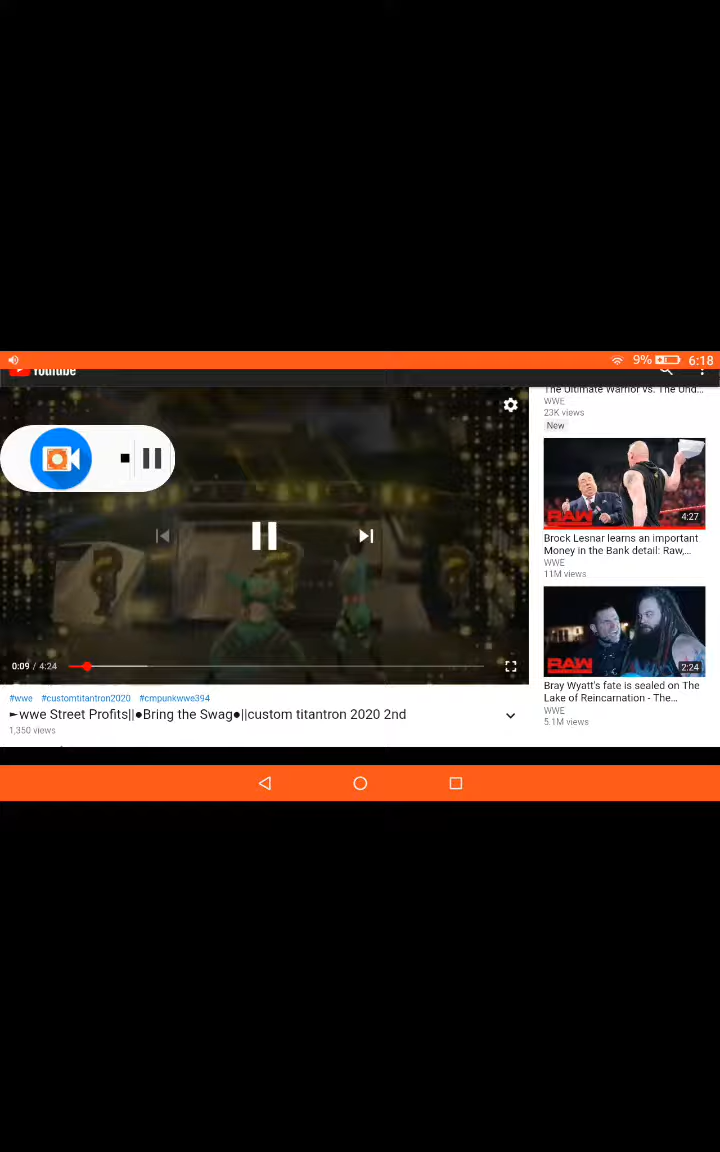 9% 6:18
YouTube
The Ultimate Warrior vs. The Und...
WWE
23K views
New
4:27
RAW
Brock Lesnar learns an important
Money in the Bank detail: Raw,...
WWE
11M views
2:24
RAW
Bray Wyatt's fate is sealed on The
Lake of Reincarnation - The...
WWE
5.1M views
0:09 / 4:24
#wwe #customtitantron2020 #cmpunkwwe394
►wwe Street Profits||●Bring the Swag●||custom titantron 2020 2nd
1,350 views